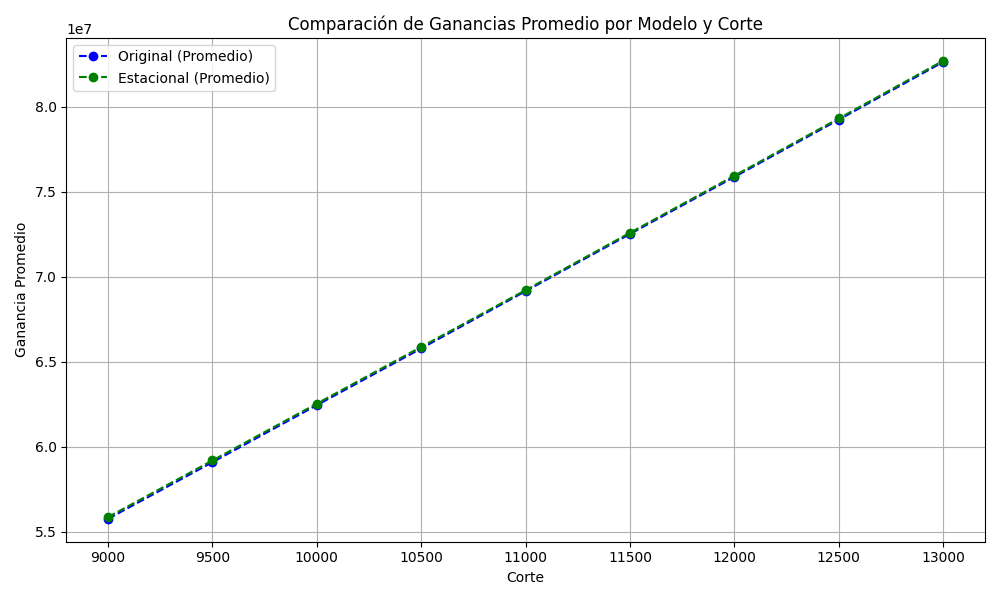 Comparación de Ganancias Promedio por Modelo y Corte
1e7
Original (Promedio)
Estacional (Promedio)
8.0
7.5
7.0
6.5
6.0
5.5
Ganancia Promedio
9000 9500 10000 10500 11000 11500 12000 12500 13000
Corte